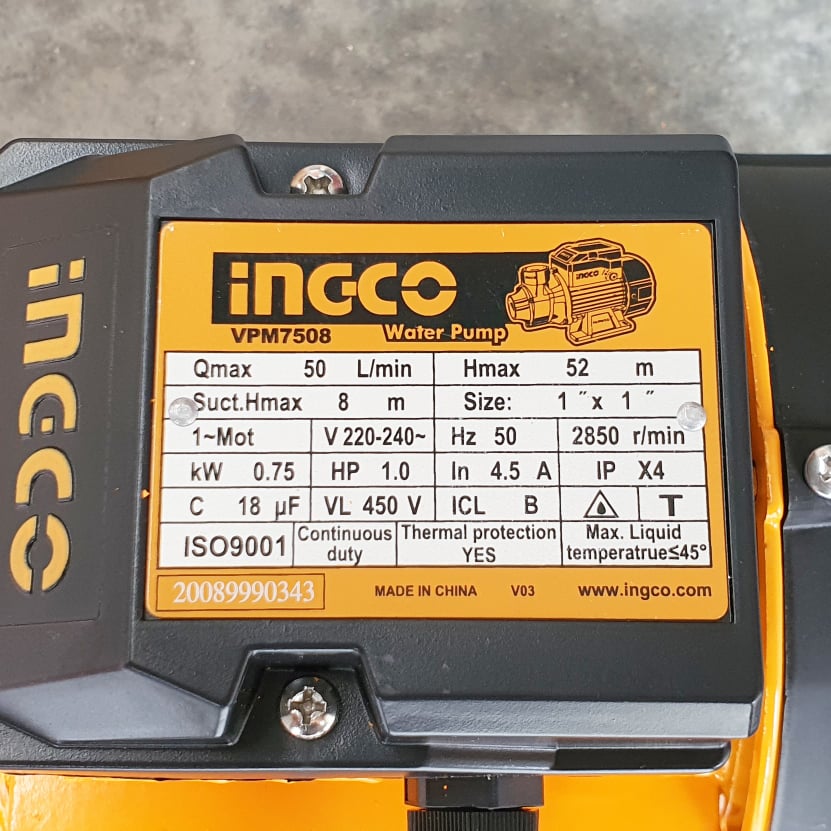 INGCO
INGCO
INGCO
VPM7508 Water Pump
Qmax 50 L/min Hmax 52 m
Suct.Hmax 8 m Size: 1 ″ x 1 ″
1~Mot V 220-240~ Hz 50 2850 r/min
kW 0.75 HP 1.0 In 4.5 A IP X4
C 18 µF VL 450 V ICL B T
ISO9001 Continuous duty Thermal protection YES Max. Liquid temperatrue≤45°
20089990343 MADE IN CHINA V03 www.ingco.com